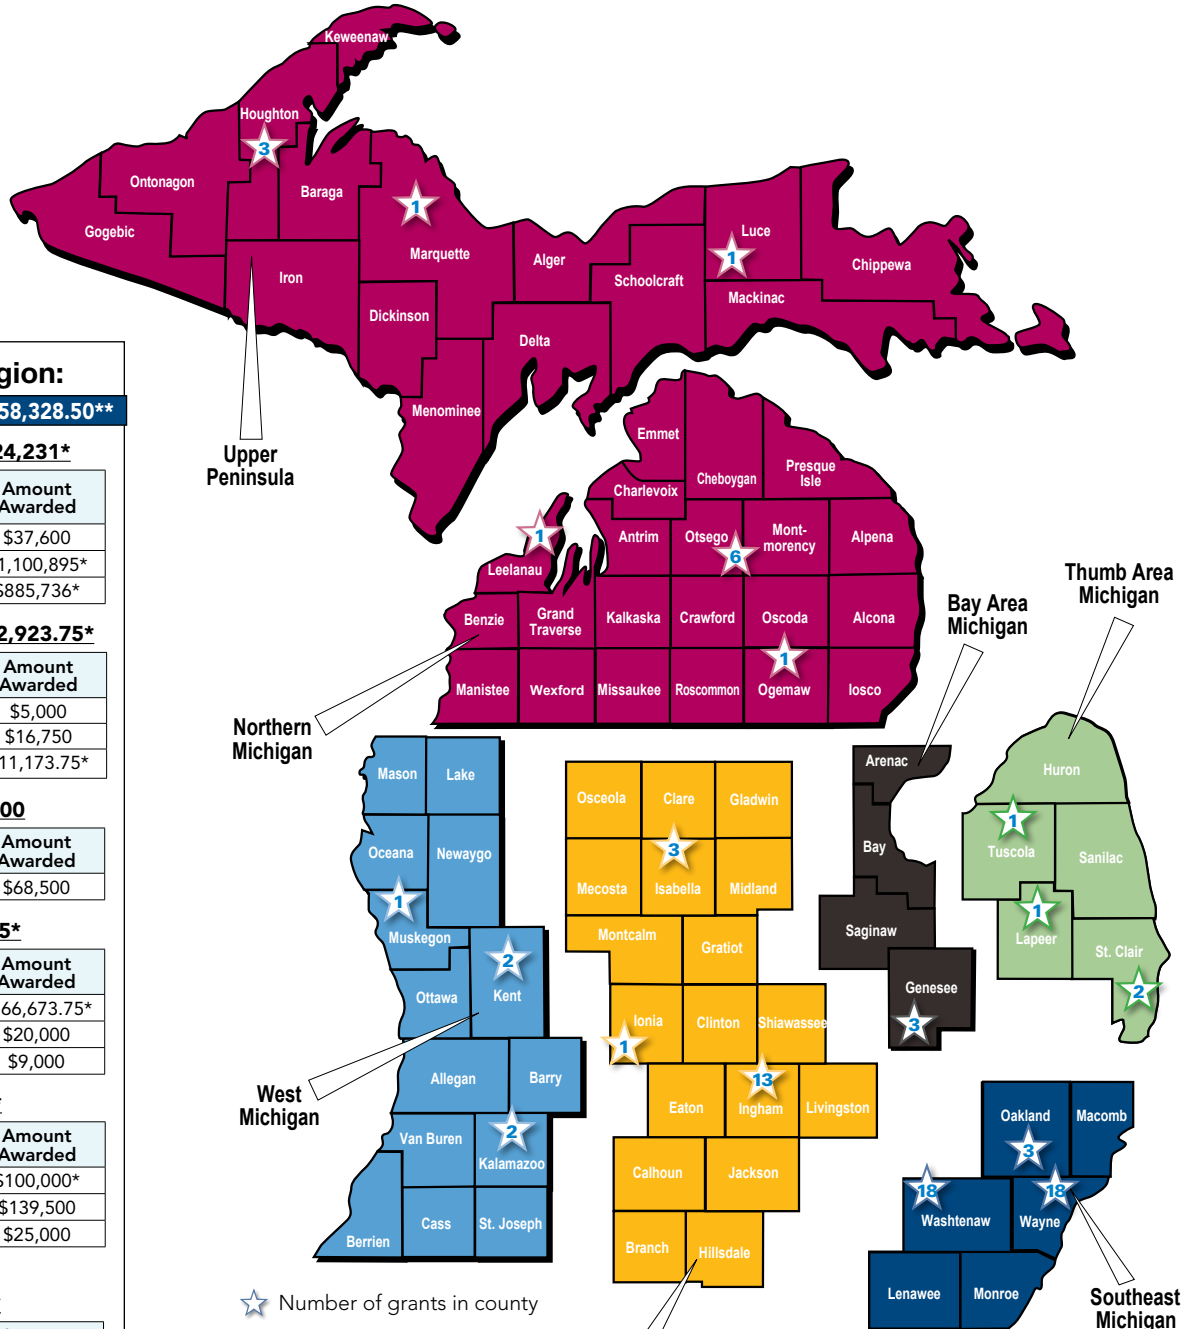 gion:
58,328.50**
24,231*
Amount
Awarded
$37,600
1,100,895*
$885,736*
2,923.75*
Amount
Awarded
$5,000
$16,750
11,173.75*
00
Amount
Awarded
$68,500
5*
Amount
Awarded
66,673.75*
$20,000
$9,000
Amount
Awarded
$100,000*
$139,500
$25,000
Keweenaw
Houghton
3
Ontonagon
Baraga
Gogebic
1
Marquette
Iron
Dickinson
Menominee
Alger
Delta
Schoolcraft
Luce
1
Mackinac
Chippewa
Upper
Peninsula
Emmet
Cheboygan
Presque
Isle
Charlevoix
1
Leelanau
Antrim
Otsego
6
Mont-
morency
Alpena
Benzie
Grand
Traverse
Kalkaska
Crawford
Oscoda
Alcona
1
Manistee
Wexford
Missaukee
Roscommon
Ogemaw
Iosco
Northern
Michigan
Bay Area
Michigan
Thumb Area
Michigan
Mason
Lake
Oceana
Newaygo
1
Muskegon
2
Kent
Ottawa
Allegan
Barry
Van Buren
2
Kalamazoo
Berrien
Cass
St. Joseph
West
Michigan
Osceola
Clare
Gladwin
3
Mecosta
Isabella
Midland
Montcalm
Gratiot
Ionia
1
Clinton
Shiawassee
13
Eaton
Ingham
Livingston
Calhoun
Jackson
Branch
Hillsdale
Arenac
Bay
Saginaw
Genesee
3
Huron
1
Tuscola
Sanilac
1
Lapeer
St. Clair
2
Oakland
3
Macomb
18
Washtenaw
18
Wayne
Lenawee
Monroe
Southeast
Michigan
Number of grants in county